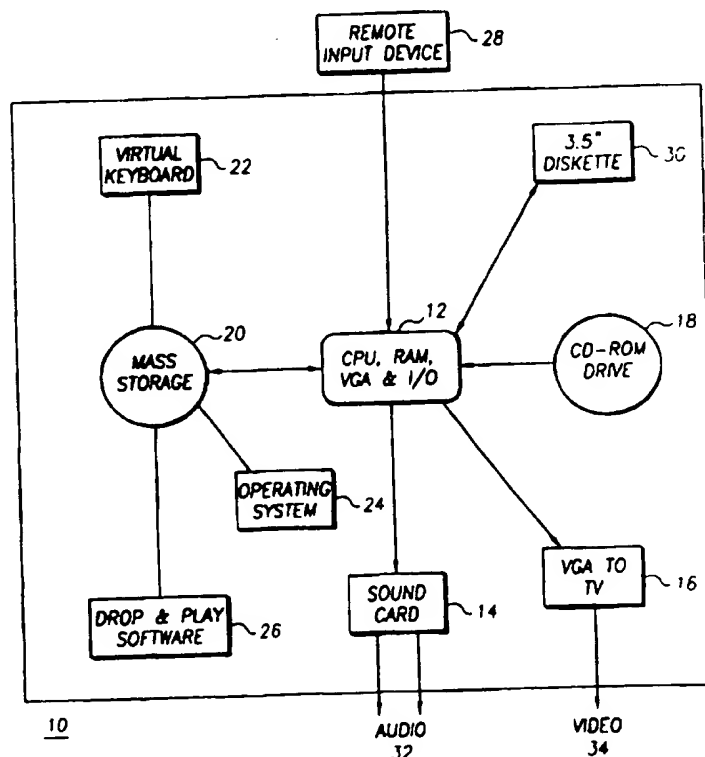 REMOTE
INPUT DEVICE
28
VIRTUAL
KEYBOARD
22
3.5"
DISKETTE
30
20
MASS
STORAGE
12
CPU, RAM,
VGA & I/O
18
CD-ROM
DRIVE
OPERATING
SYSTEM
24
DROP & PLAY
SOFTWARE
26
SOUND
CARD
14
VGA TO
TV
16
10
AUDIO
32
VIDEO
34